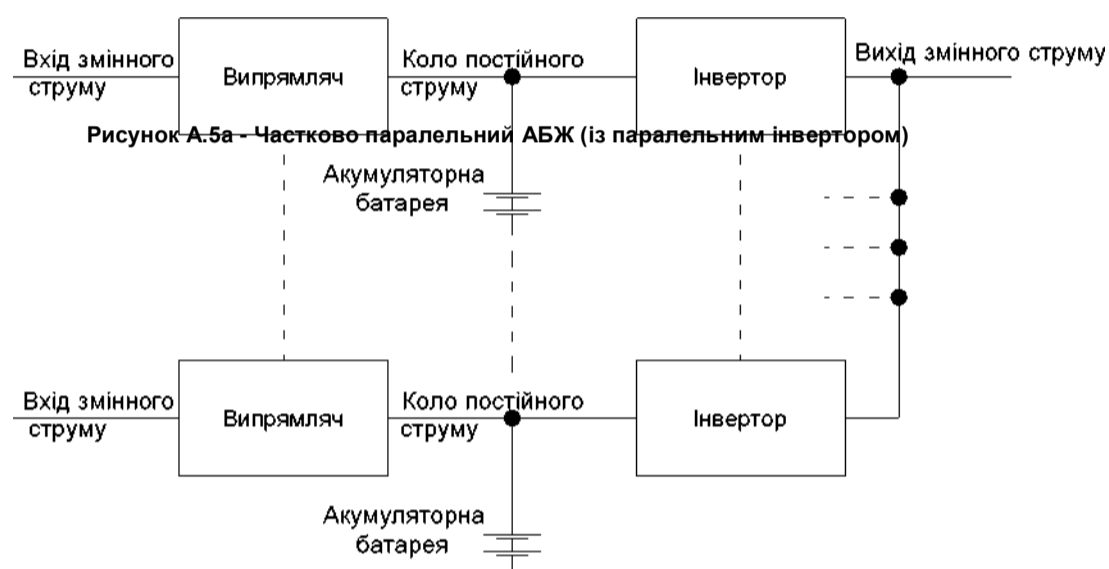 Вхід змінного
струму
Випрямляч
Коло постійного
струму
Інвертор
Вихід змінного струму
Рисунок А.5а - Частково паралельний АБЖ (із паралельним інвертором)
Акумуляторна
батарея
Вхід змінного
струму
Випрямляч
Коло постійного
струму
Інвертор
Акумуляторна
батарея